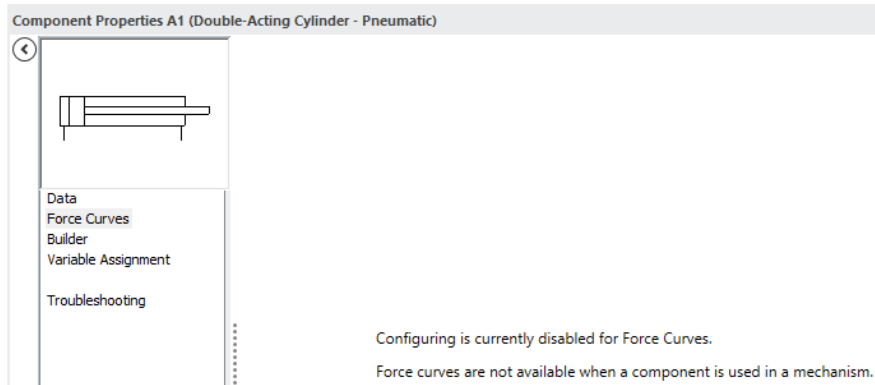 Component Properties A1 (Double-Acting Cylinder - Pneumatic)
Data
Force Curves
Builder
Variable Assignment
Troubleshooting
Configuring is currently disabled for Force Curves.
Force curves are not available when a component is used in a mechanism.